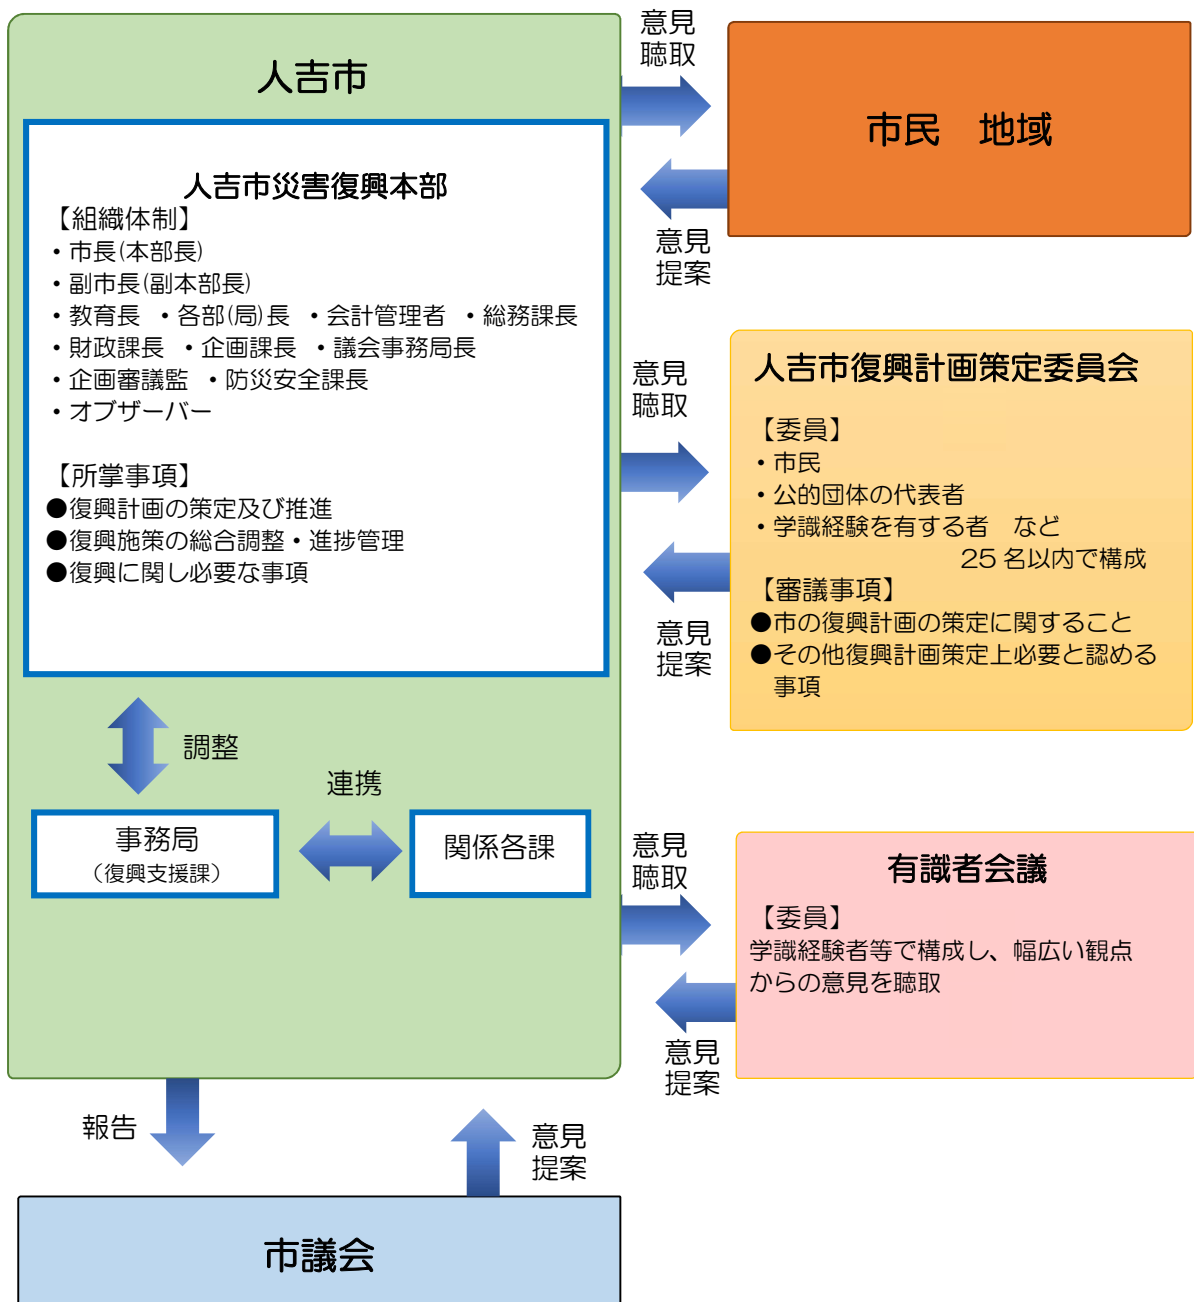 人吉市
人吉市災害復興本部
【組織体制】
・市長(本部長)
・副市長(副本部長)
・教育長 ・各部(局)長 ・会計管理者 ・総務課長
・財政課長 ・企画課長 ・議会事務局長
・企画審議監 ・防災安全課長
・オブザーバー
【所掌事項】
●復興計画の策定及び推進
●復興施策の総合調整・進捗管理
●復興に関し必要な事項
調整
連携
事務局
（復興支援課）
関係各課
意見
聴取
市民　地域
意見
提案
意見
聴取
人吉市復興計画策定委員会
【委員】
・市民
・公的団体の代表者
・学識経験を有する者　など
25 名以内で構成
【審議事項】
●市の復興計画の策定に関すること
●その他復興計画策定上必要と認める
事項
意見
提案
意見
聴取
有識者会議
【委員】
学識経験者等で構成し、幅広い観点
からの意見を聴取
意見
提案
報告
意見
提案
市議会